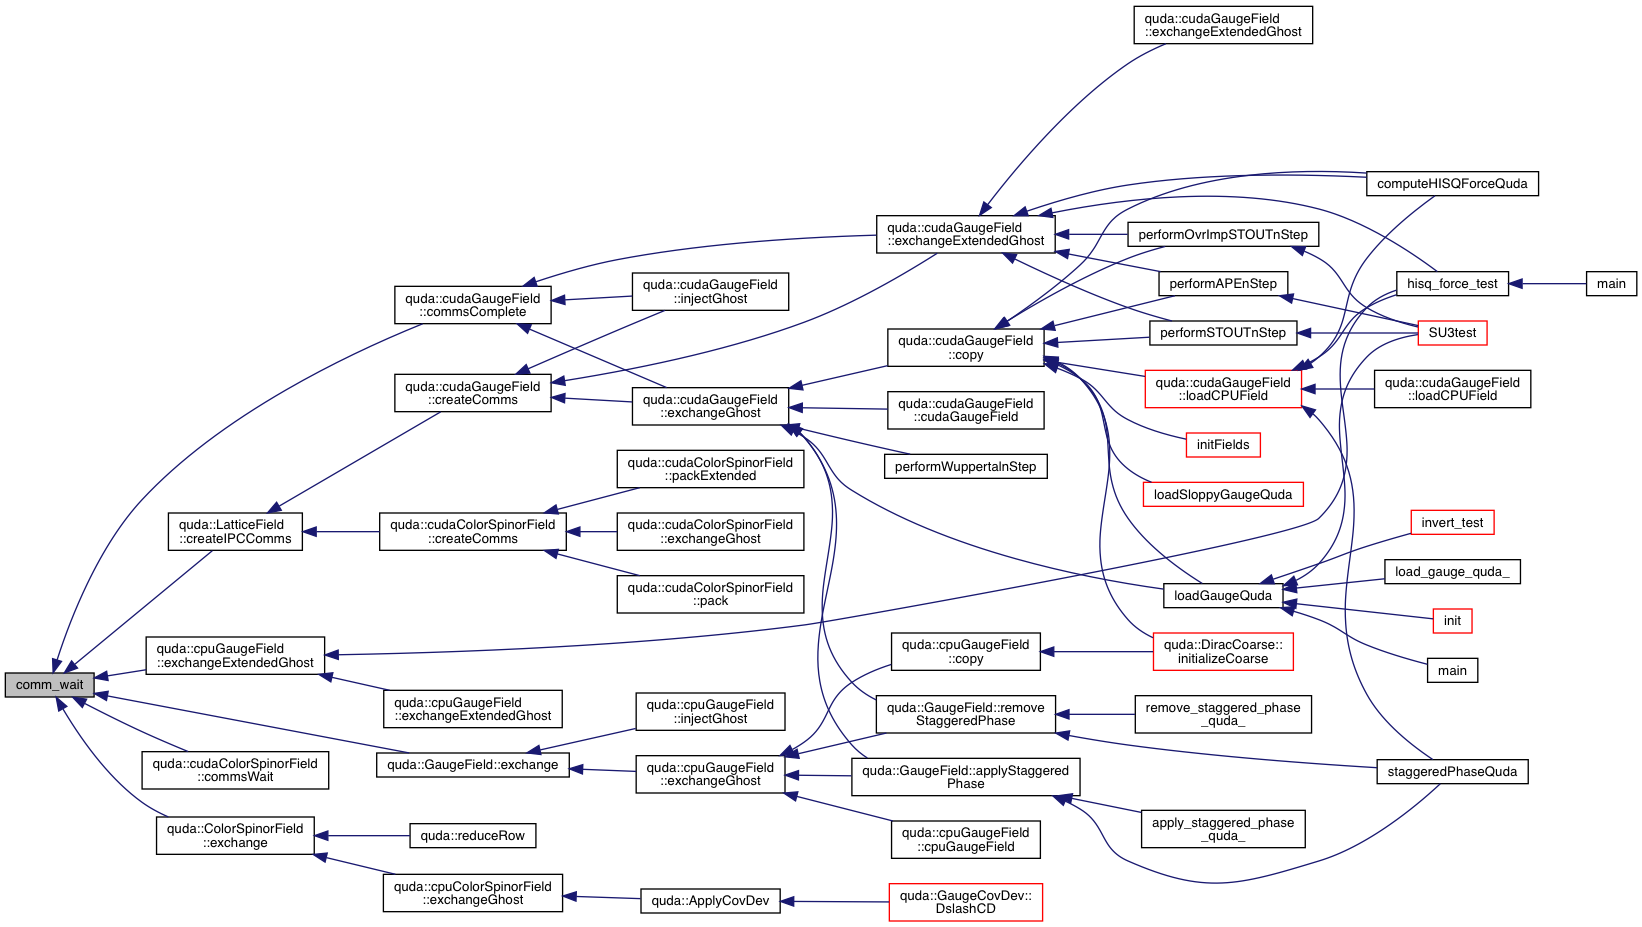 quda::cudaGaugeField
::exchangeExtendedGhost
computeHISQForceQuda
quda::cudaGaugeField
::exchangeExtendedGhost
performOvrImpSTOUTnStep
quda::cudaGaugeField
::injectGhost
performAPEnStep
hisq_force_test
main
quda::cudaGaugeField
::commsComplete
performSTOUTnStep
SU3test
quda::cudaGaugeField
::copy
quda::cudaGaugeField
::createComms
quda::cudaGaugeField
::loadCPUField
quda::cudaGaugeField
::loadCPUField
quda::cudaGaugeField
::exchangeGhost
quda::cudaGaugeField
::cudaGaugeField
initFields
performWuppertalnStep
quda::cudaColorSpinorField
::packExtended
loadSloppyGaugeQuda
quda::LatticeField
::createIPCComms
quda::cudaColorSpinorField
::createComms
quda::cudaColorSpinorField
::exchangeGhost
invert_test
load_gauge_quda_
quda::cudaColorSpinorField
::pack
loadGaugeQuda
init
quda::cpuGaugeField
::exchangeExtendedGhost
quda::cpuGaugeField
::copy
quda::DiracCoarse::
initializeCoarse
main
comm_wait
quda::cpuGaugeField
::exchangeExtendedGhost
quda::cpuGaugeField
::injectGhost
quda::GaugeField::remove
StaggeredPhase
remove_staggered_phase
_quda_
quda::cudaColorSpinorField
::commsWait
quda::GaugeField::exchange
quda::cpuGaugeField
::exchangeGhost
quda::GaugeField::applyStaggered
Phase
staggeredPhaseQuda
quda::ColorSpinorField
::exchange
quda::reduceRow
quda::cpuGaugeField
::cpuGaugeField
apply_staggered_phase
_quda_
quda::cpuColorSpinorField
::exchangeGhost
quda::ApplyCovDev
quda::GaugeCovDev::
DslashCD